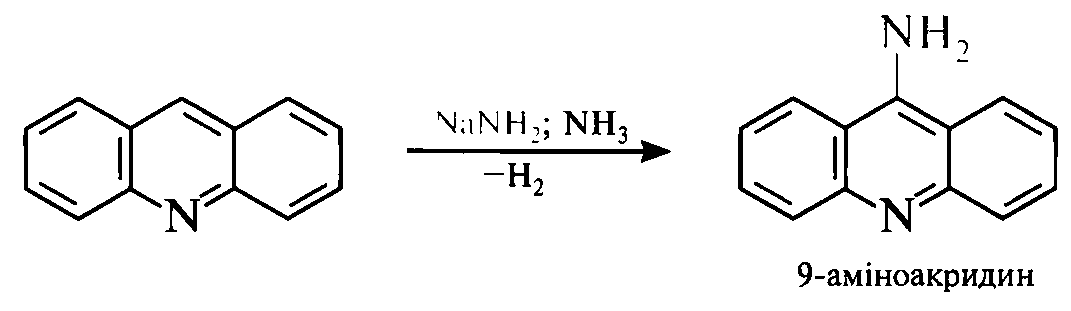 NH₂
NaNH₂; NH₃
−H₂
N
N
9-аміноакридин